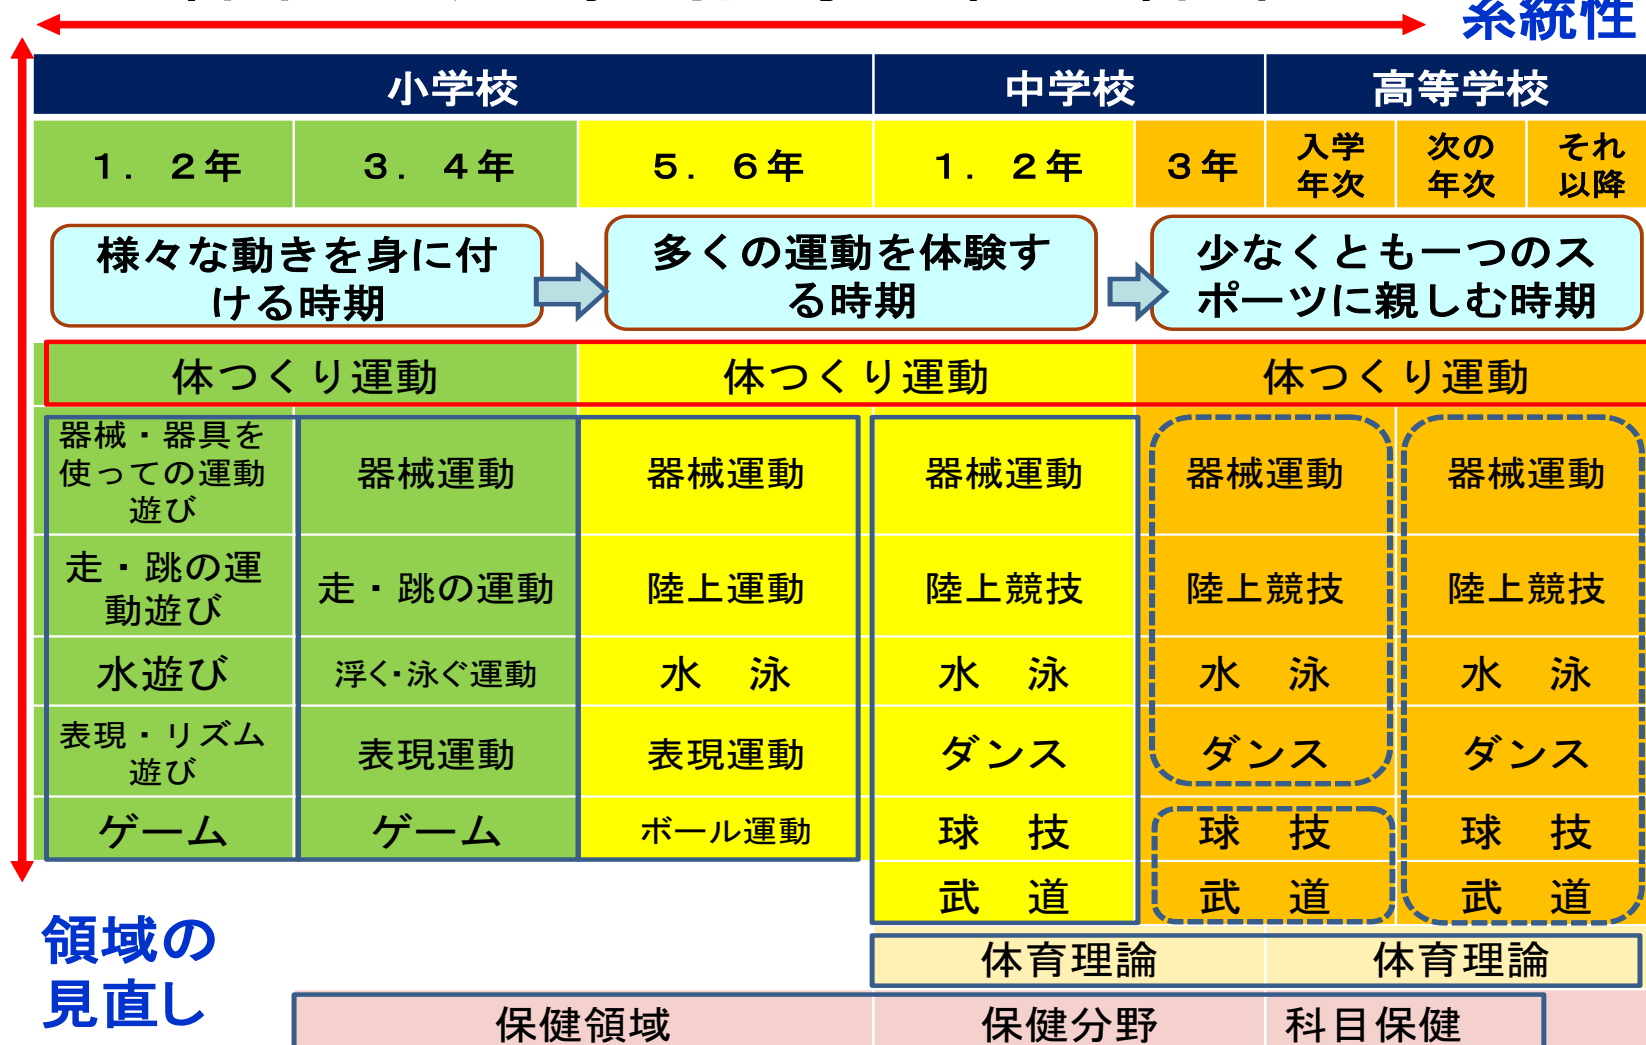 系統性
小学校 中学校 高等学校
1．2年 3．4年 5．6年 1．2年 3年 入学 次の それ
年次 年次 以降
様々な動きを身に付 多くの運動を体験す 少なくとも一つのス
ける時期 る時期 ポーツに親しむ時期
体つくり運動 体つくり運動 体つくり運動
器械・器具を
使っての運動 器械運動 器械運動 器械運動 器械運動 器械運動
遊び
走・跳の運 走・跳の運動 陸上運動 陸上競技 陸上競技 陸上競技
動遊び
水遊び 浮く・泳ぐ運動 水　泳 水　泳 水　泳 水　泳
表現・リズム 表現運動 表現運動 ダンス ダンス ダンス
遊び
ゲーム ゲーム ボール運動 球　技 球　技 球　技
武　道 武　道 武　道
領域の
見直し
体育理論 体育理論
保健領域 保健分野 科目保健